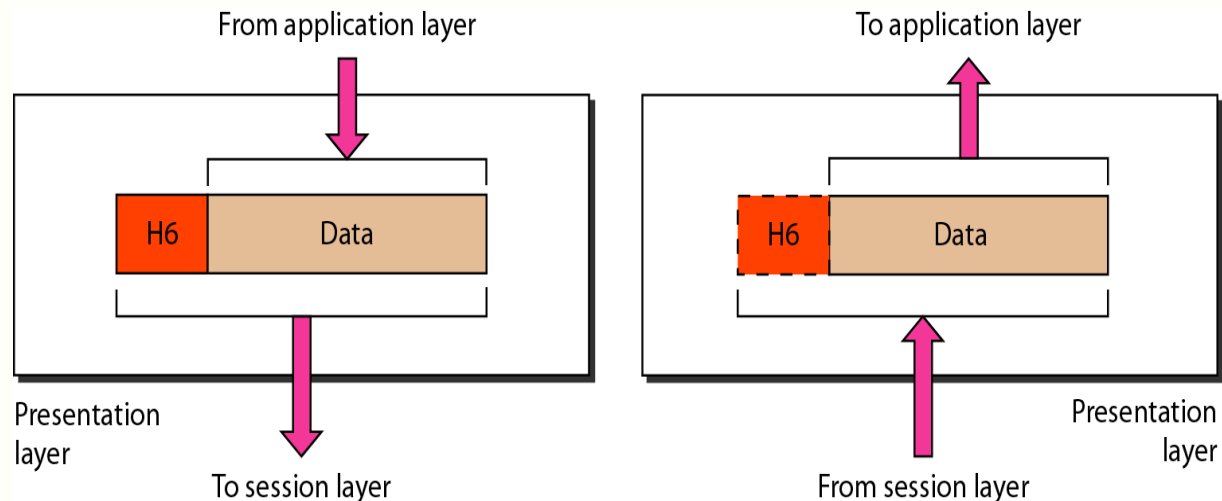 From application layer
To application layer
H6
Data
H6
Data
Presentation
layer
Presentation
layer
To session layer
From session layer